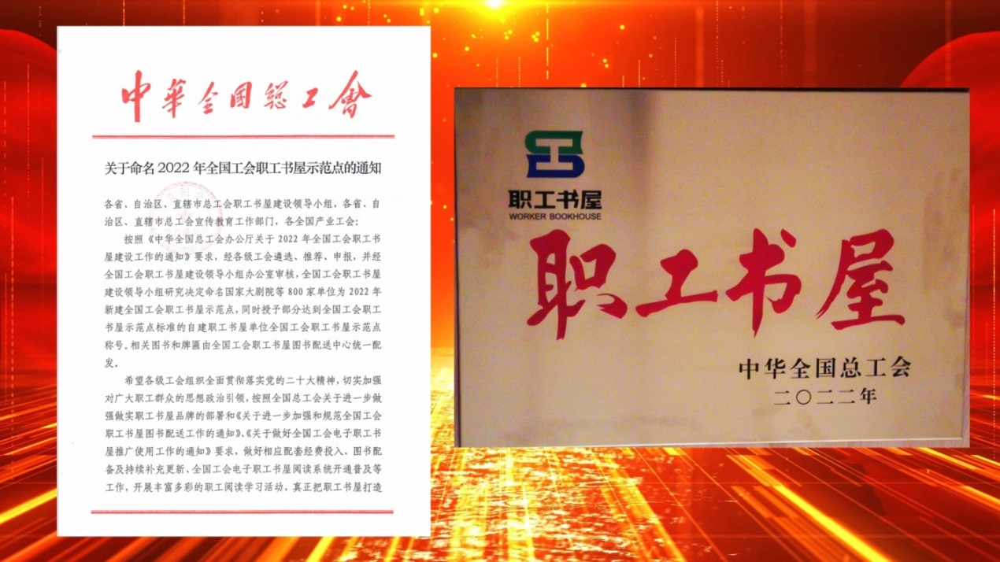 中華全国总工會
关于命名 2022 年全国工会职工书屋示范点的通知
各省、自治区、直辖市总工会职工书屋建设领导小组，各省、自
治区、直辖市总工会宣传教育工作部门，各全国产业工会：
按照《中华全国总工会办公厅关于 2022 年全国工会职工书
屋建设工作的通知》要求，经各级工会遴选、推荐、申报，并经
全国工会职工书屋建设领导小组办公室审核，全国工会职工书屋
建设领导小组研究决定命名国家大剧院等 800 家单位为 2022 年
新建全国工会职工书屋示范点，同时授予部分达到全国工会职工
书屋示范点标准的自建职工书屋单位全国工会职工书屋示范点
称号。相关图书和牌匾由全国工会职工书屋图书配送中心统一配
发。
希望各级工会组织全面贯彻落实党的二十大精神，切实加强
对广大职工群众的思想政治引领，按照全国总工会关于进一步做
强做实职工书屋品牌的部署和《关于进一步加强和规范全国工会
职工书屋图书配送工作的通知》、《关于做好全国工会电子职工书
屋推广使用工作的通知》要求，做好相应配套经费投入、图书配
备及持续补充更新、全国工会电子职工书屋阅读系统开通普及等
工作，开展丰富多彩的职工阅读学习活动，真正把职工书屋打造
职工书屋
WORKER BOOKHOUSE
职工书屋
中华全国总工会
二〇二二年